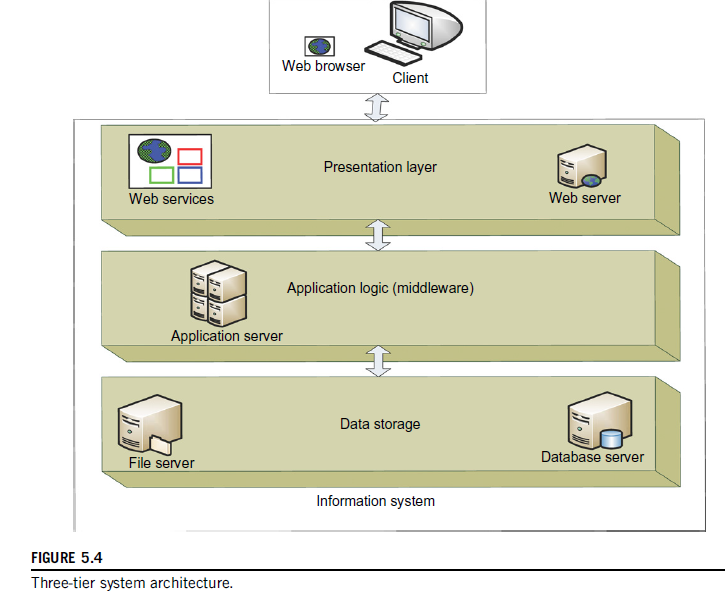 Web browser
Client
Presentation layer
Web services
Web server
Application logic (middleware)
Application server
Data storage
File server
Database server
Information system
FIGURE 5.4
Three-tier system architecture.